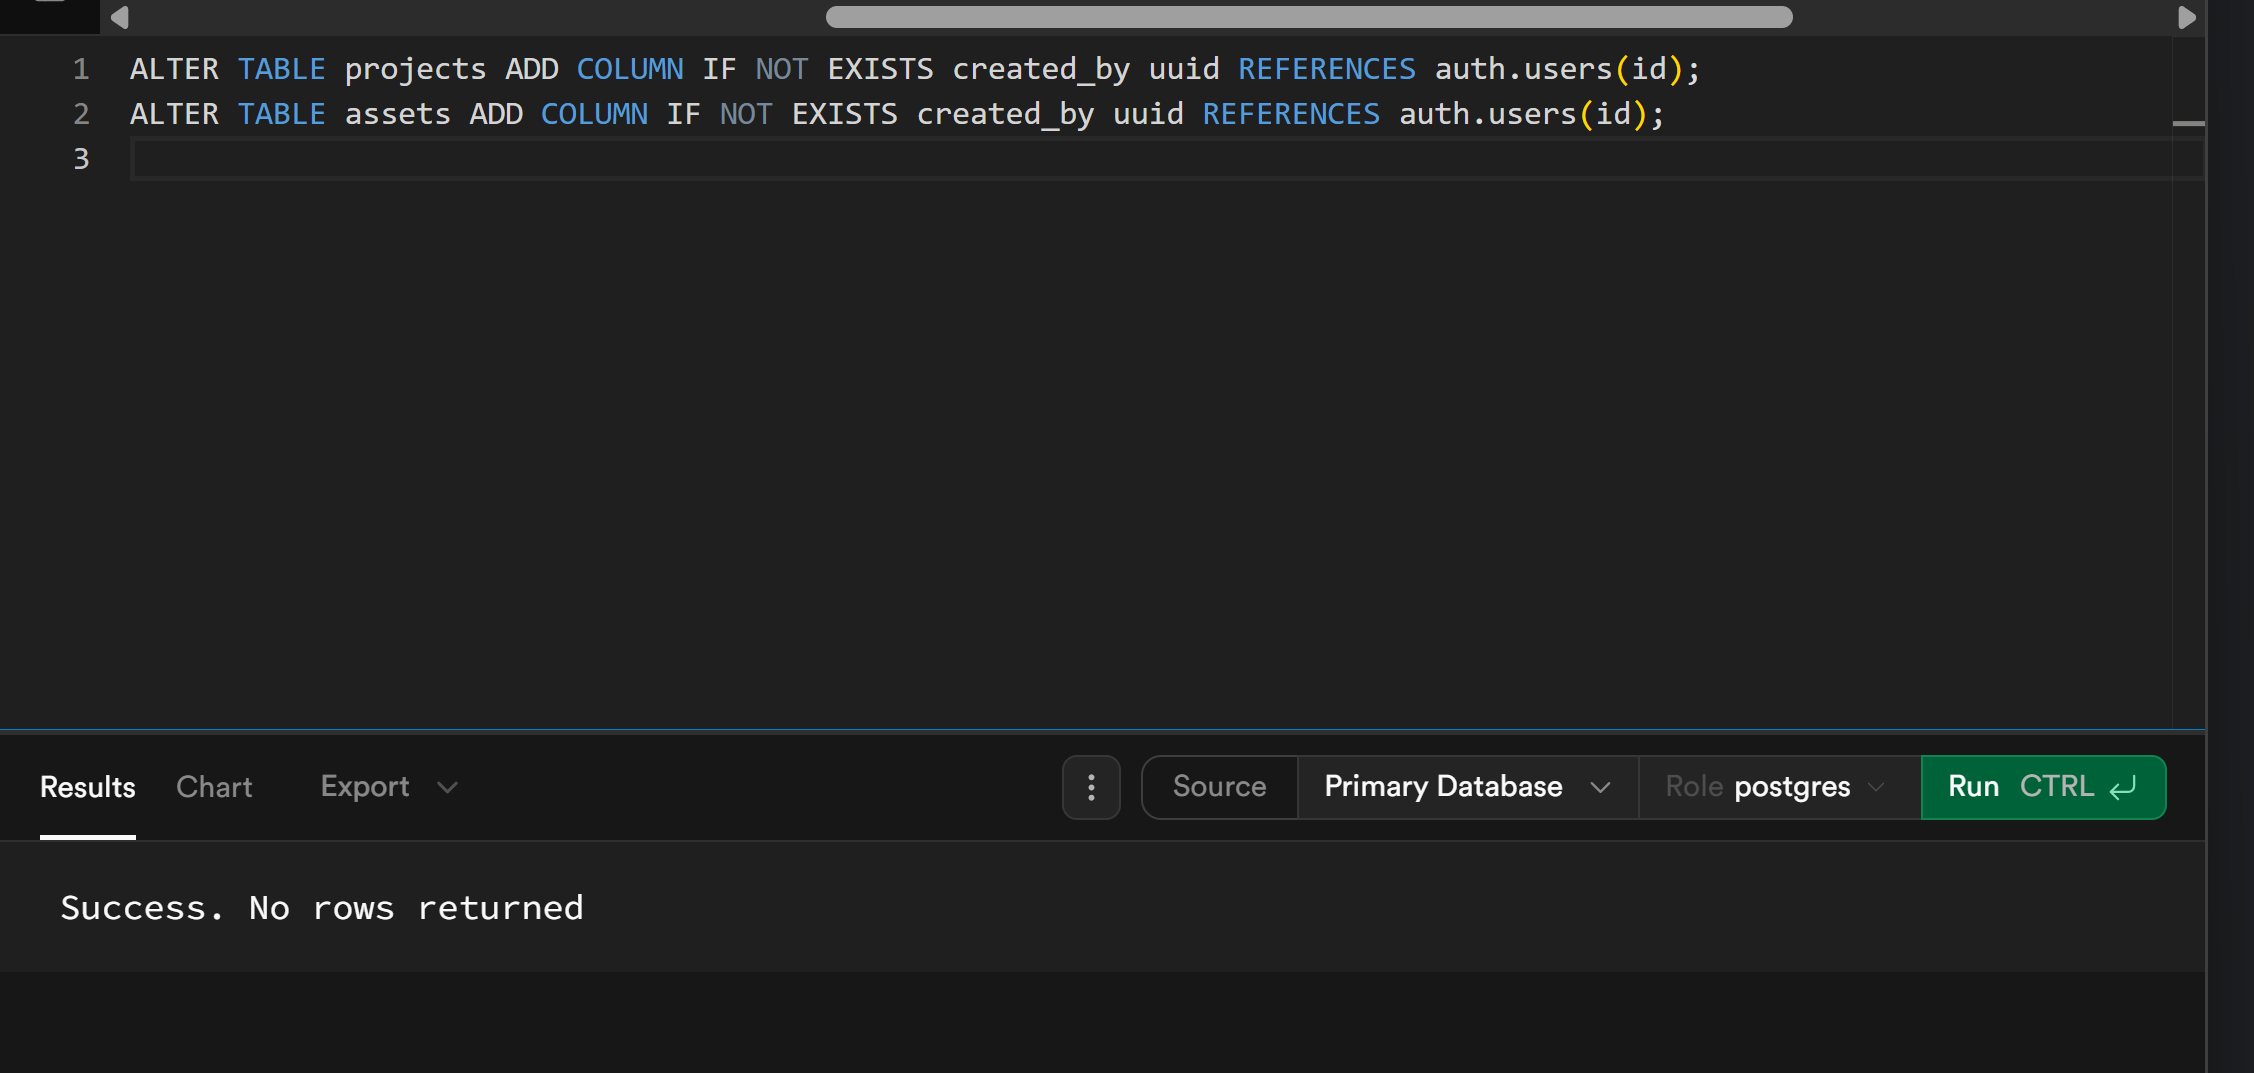 1 ALTER TABLE projects ADD COLUMN IF NOT EXISTS created_by uuid REFERENCES auth.users(id);
2 ALTER TABLE assets ADD COLUMN IF NOT EXISTS created_by uuid REFERENCES auth.users(id);
3
Results Chart Export Source Primary Database Role postgres Run CTRL
Success. No rows returned